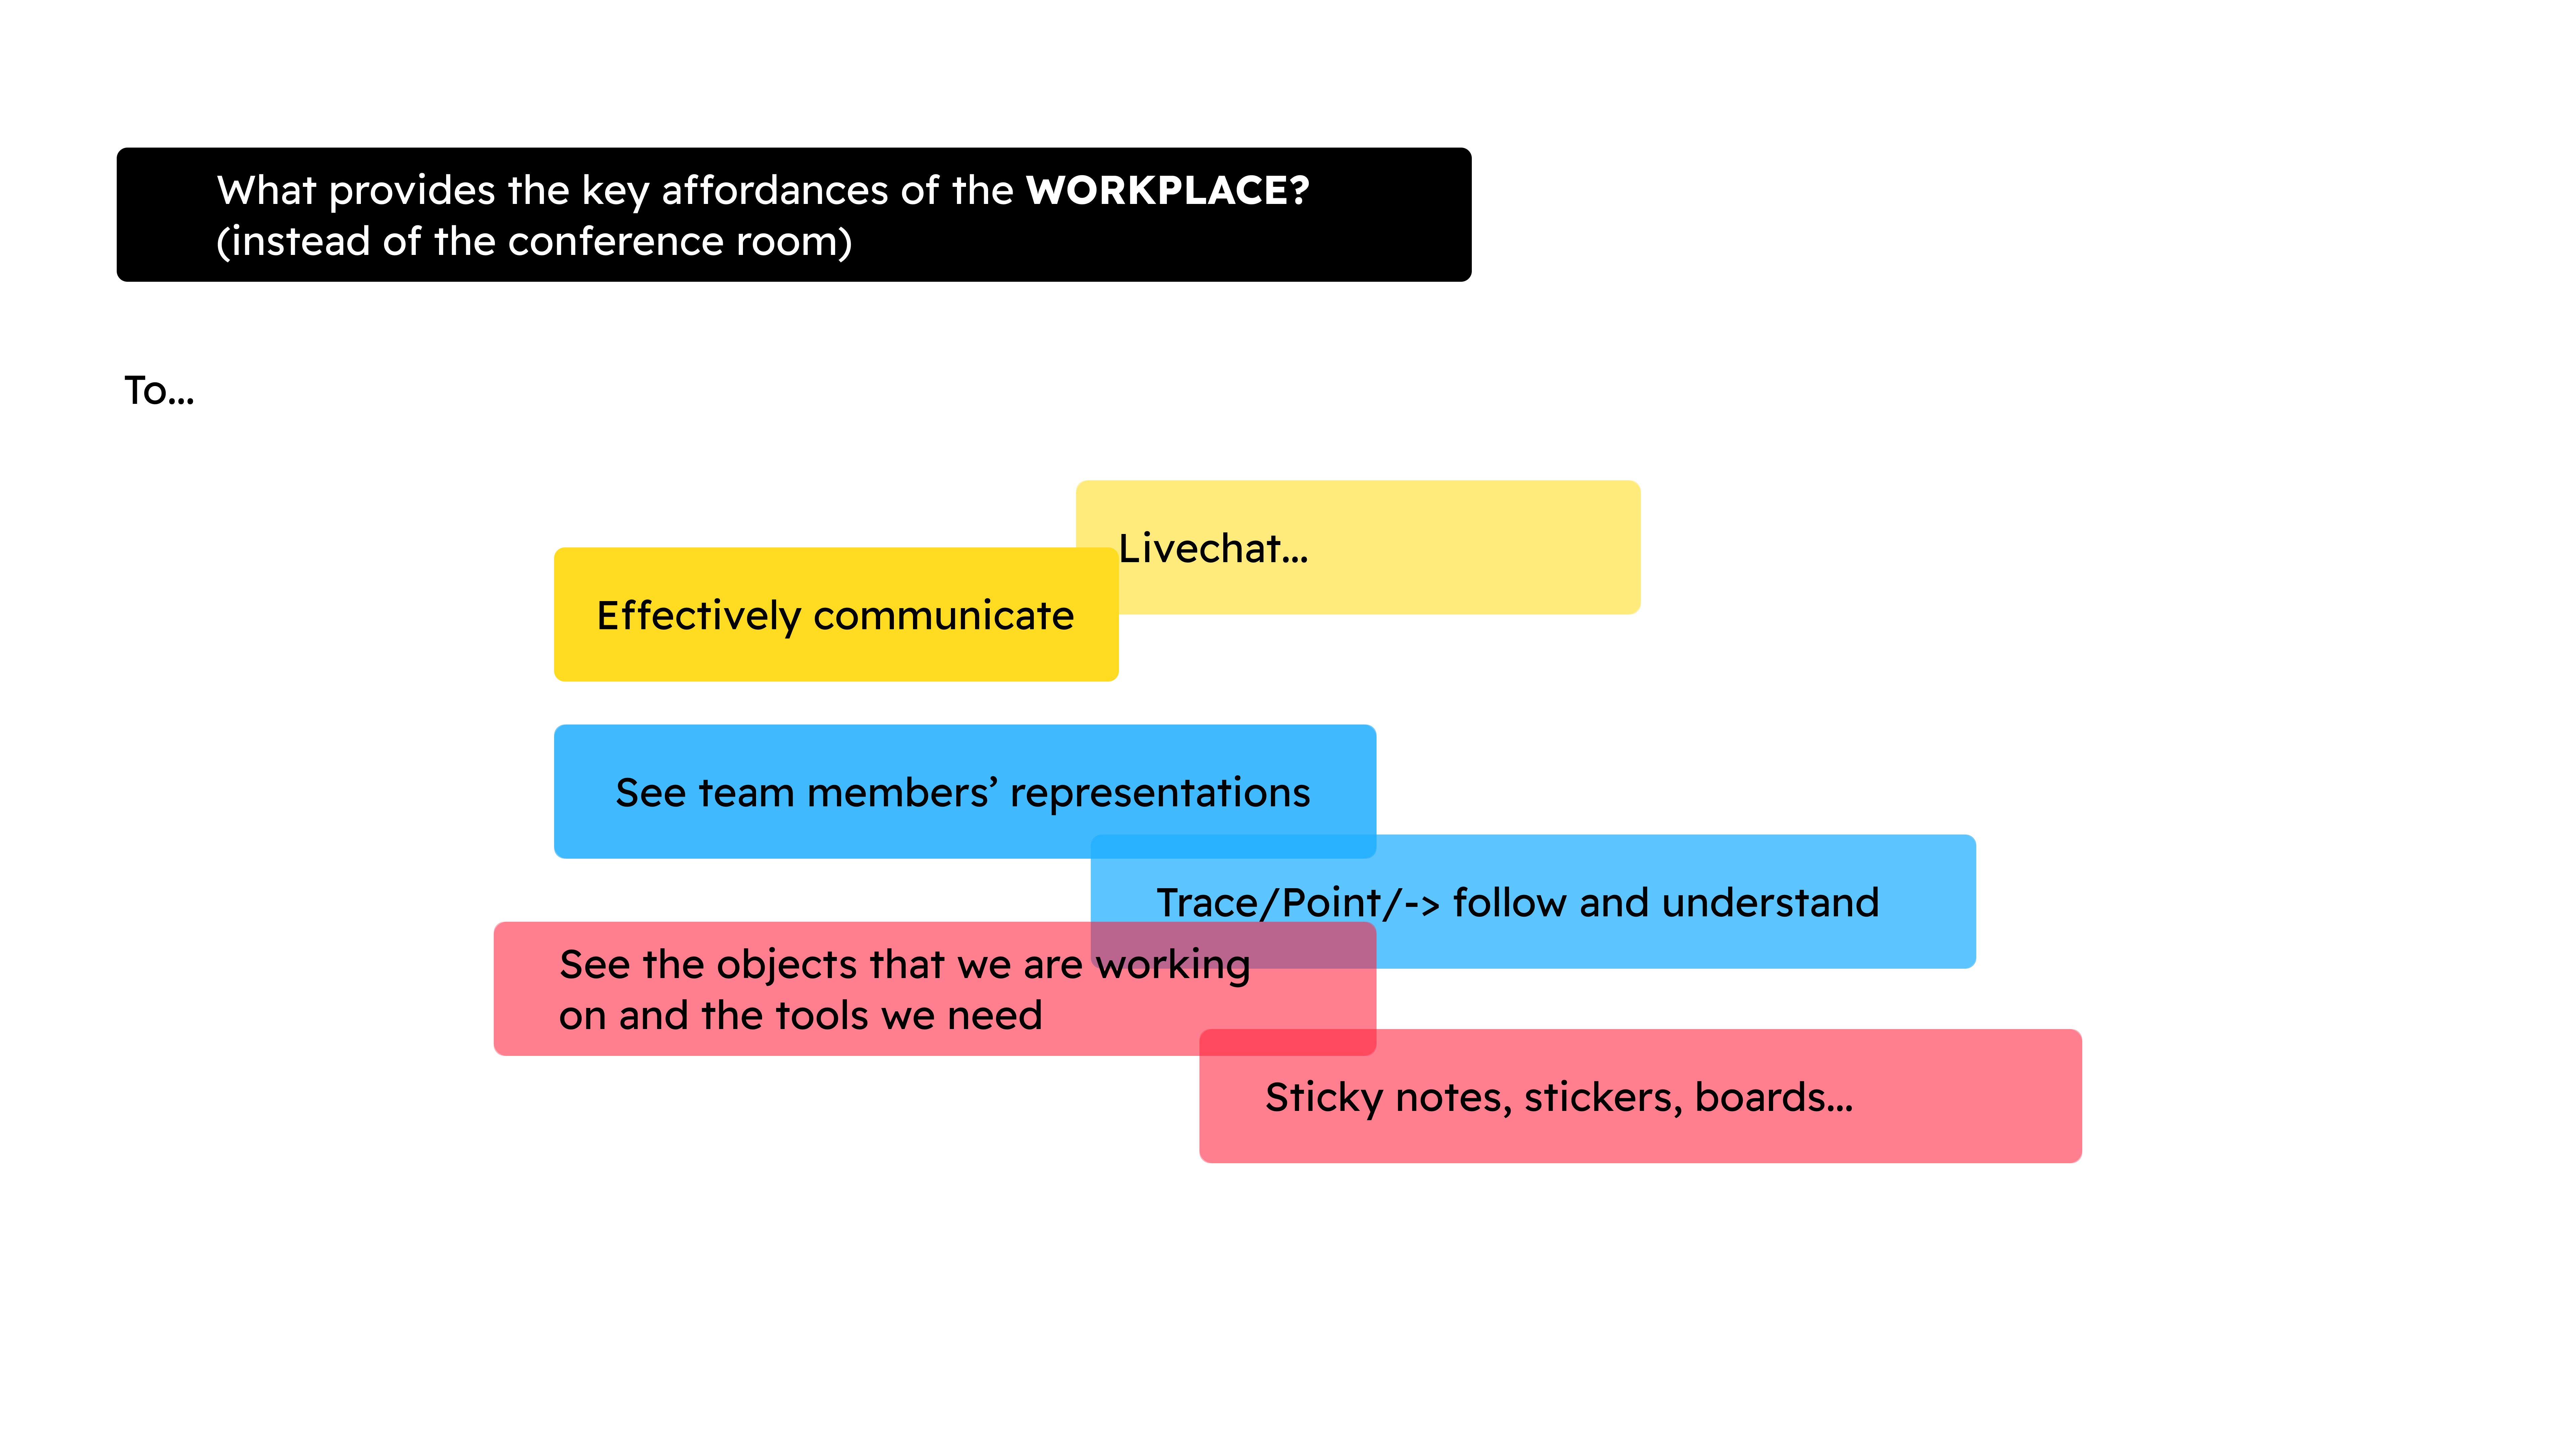 What provides the key affordances of the WORKPLACE?
(instead of the conference room)
To...
Livechat...
Effectively communicate
See team members’ representations
Trace/Point/-> follow and understand
See the objects that we are working
on and the tools we need
Sticky notes, stickers, boards...